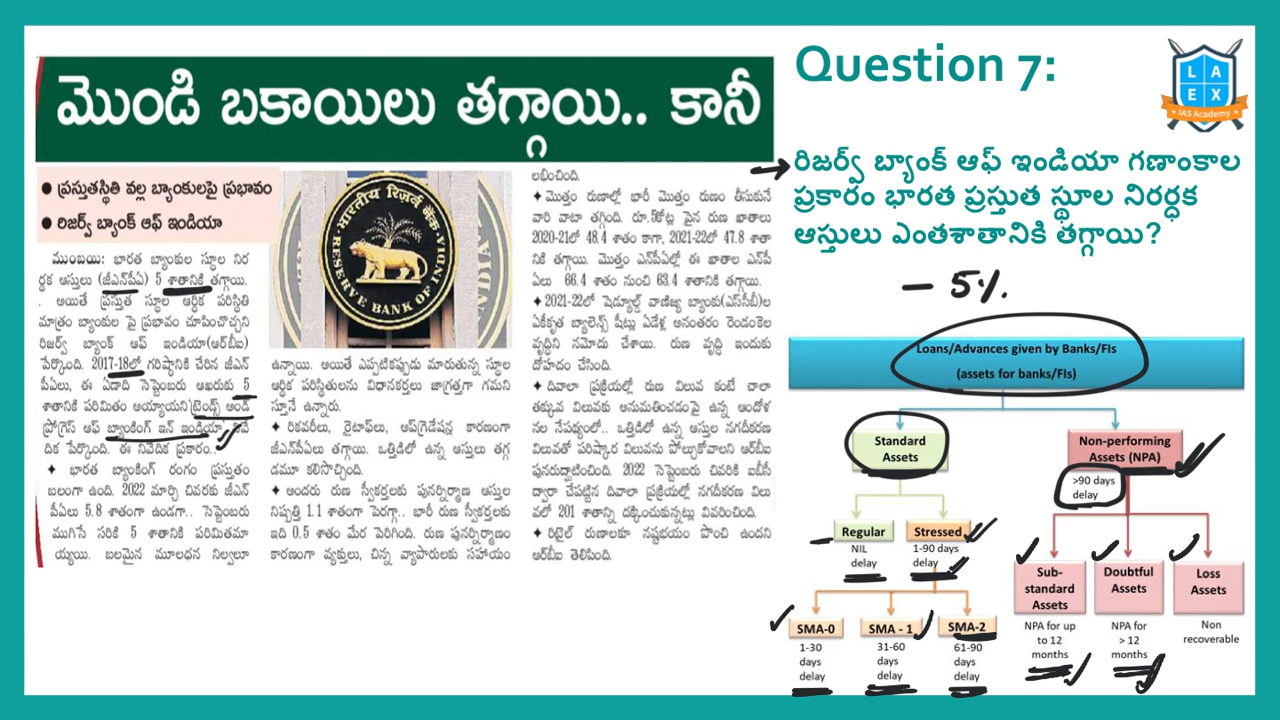 మొండి బకాయిలు తగ్గాయి.. కానీ
● ప్రస్తుతస్థితి వల్ల బ్యాంకులపై ప్రభావం
● రిజర్వ్ బ్యాంక్ ఆఫ్ ఇండియా
ముంబయి: భారత బ్యాంకుల స్థూల నిర
ర్థక ఆస్తులు (జీఎన్‌పీఏ) 5 శాతానికి తగ్గాయి.
. అయితే ప్రస్తుత స్థూల ఆర్థిక పరిస్థితి
మాత్రం బ్యాంకుల పై ప్రభావం చూపించొచ్చని
రిజర్వ్ బ్యాంక్ ఆఫ్ ఇండియా(ఆర్‌బీఐ)
పేర్కొంది. 2017-18లో గరిష్ఠానికి చేరిన జీఎన్
పీఏలు, ఈ ఏడాది సెప్టెంబరు ఆఖరుకు 5
శాతానికి పరిమితం అయ్యాయని 'ట్రెండ్స్ అండ్
ప్రోగ్రెస్ ఆఫ్ బ్యాంకింగ్ ఇన్ ఇండియా'
దిక పేర్కొంది. ఈ నివేదిక ప్రకారం..
✦ భారత బ్యాంకింగ్ రంగం ప్రస్తుతం
బలంగా ఉంది. 2022 మార్చి చివరకు జీఎన్
పీఏలు 5.8 శాతంగా ఉండగా.. సెప్టెంబరు
ముగిసే సరికి 5 శాతానికి పరిమితమా
య్యాయి. బలమైన మూలధన నిల్వలూ
भारतीय रिज़र्व बैंक
RESERVE BANK OF INDIA
INDIA
ఉన్నాయి. అయితే ఎప్పటికప్పుడు మారుతున్న స్థూల
ఆర్థిక పరిస్థితులను విధానకర్తలు జాగ్రత్తగా గమని
స్తూనే ఉన్నారు.
✦ రికవరీలు, రైటాఫ్‌లు, అప్‌గ్రెడేషన్ల కారణంగా
జీఎన్‌పీఏలు తగ్గాయి. ఒత్తిడిలో ఉన్న ఆస్తులు తగ్గ
డమూ కలిసొచ్చింది.
✦ అందరు రుణ స్వీకర్తలకు పునర్నిర్మాణ ఆస్తుల
నిష్పత్తి 1.1 శాతంగా పెరగ్గా.. భారీ రుణ స్వీకర్తలకు
ఇది 0.5 శాతం మేర పెరిగింది. రుణ పునర్నిర్మాణం
కారణంగా వ్యక్తులు, చిన్న వ్యాపారులకు సహాయం
లభించింది.
✦ మొత్తం రుణాల్లో భారీ మొత్తం రుణం తీసుకునే
వారి వాటా తగ్గింది. రూ.5కోట్ల పైన రుణ ఖాతాలు
2020-21లో 48.4 శాతం కాగా, 2021-22లో 47.8 శాతా
నికి తగ్గాయి. మొత్తం ఎన్‌పీఏల్లో ఈ ఖాతాల ఎన్‌పీ
ఏలు 66.4 శాతం నుంచి 63.4 శాతానికి తగ్గాయి.
✦ 2021-22లో షెడ్యూల్డ్ వాణిజ్య బ్యాంకు(ఎస్‌సీబీ)ల
ఏకీకృత బ్యాలెన్స్ షీట్లు ఏడేళ్ల అనంతరం రెండంకెల
వృద్ధిని నమోదు చేశాయి. రుణ వృద్ధి ఇందుకు
దోహదం చేసింది.
✦ దివాలా ప్రక్రియల్లో రుణ విలువ కంటే చాలా
తక్కువ విలువకు అనుమతించడంపై ఉన్న ఆందోళ
నల నేపథ్యంలో.. ఒత్తిడిలో ఉన్న ఆస్తుల నగదీకరణ
విలువతో పరిష్కార విలువను పోల్చుకోవాలని ఆర్‌బీఐ
పునరుద్ఘాటించింది. 2022 సెప్టెంబరు చివరికి ఐబీసీ
ద్వారా చేపట్టిన దివాలా ప్రక్రియల్లో నగదీకరణ విలు
వలో 201 శాతాన్ని దక్కించుకున్నట్లు వివరించింది.
✦ రిటైల్ రుణాలకూ నష్టభయం పొంచి ఉందని
ఆర్‌బీఐ తెలిపింది.
Question 7:
L A
E X
IAS Academy
రిజర్వ్ బ్యాంక్ ఆఫ్ ఇండియా గణాంకాల
ప్రకారం భారత ప్రస్తుత స్థూల నిరర్ధక
ఆస్తులు ఎంతశాతానికి తగ్గాయి?
– 5%.
Loans/Advances given by Banks/FIs
(assets for banks/FIs)
Standard
Assets
Non-performing
Assets (NPA)
>90 days
delay
Regular
NIL
delay
Stressed
1-90 days
delay
SMA-0
1-30
days
delay
SMA - 1
31-60
days
delay
SMA-2
61-90
days
delay
Sub-
standard
Assets
NPA for up
to 12
months
Doubtful
Assets
NPA for
> 12
months
Loss
Assets
Non
recoverable